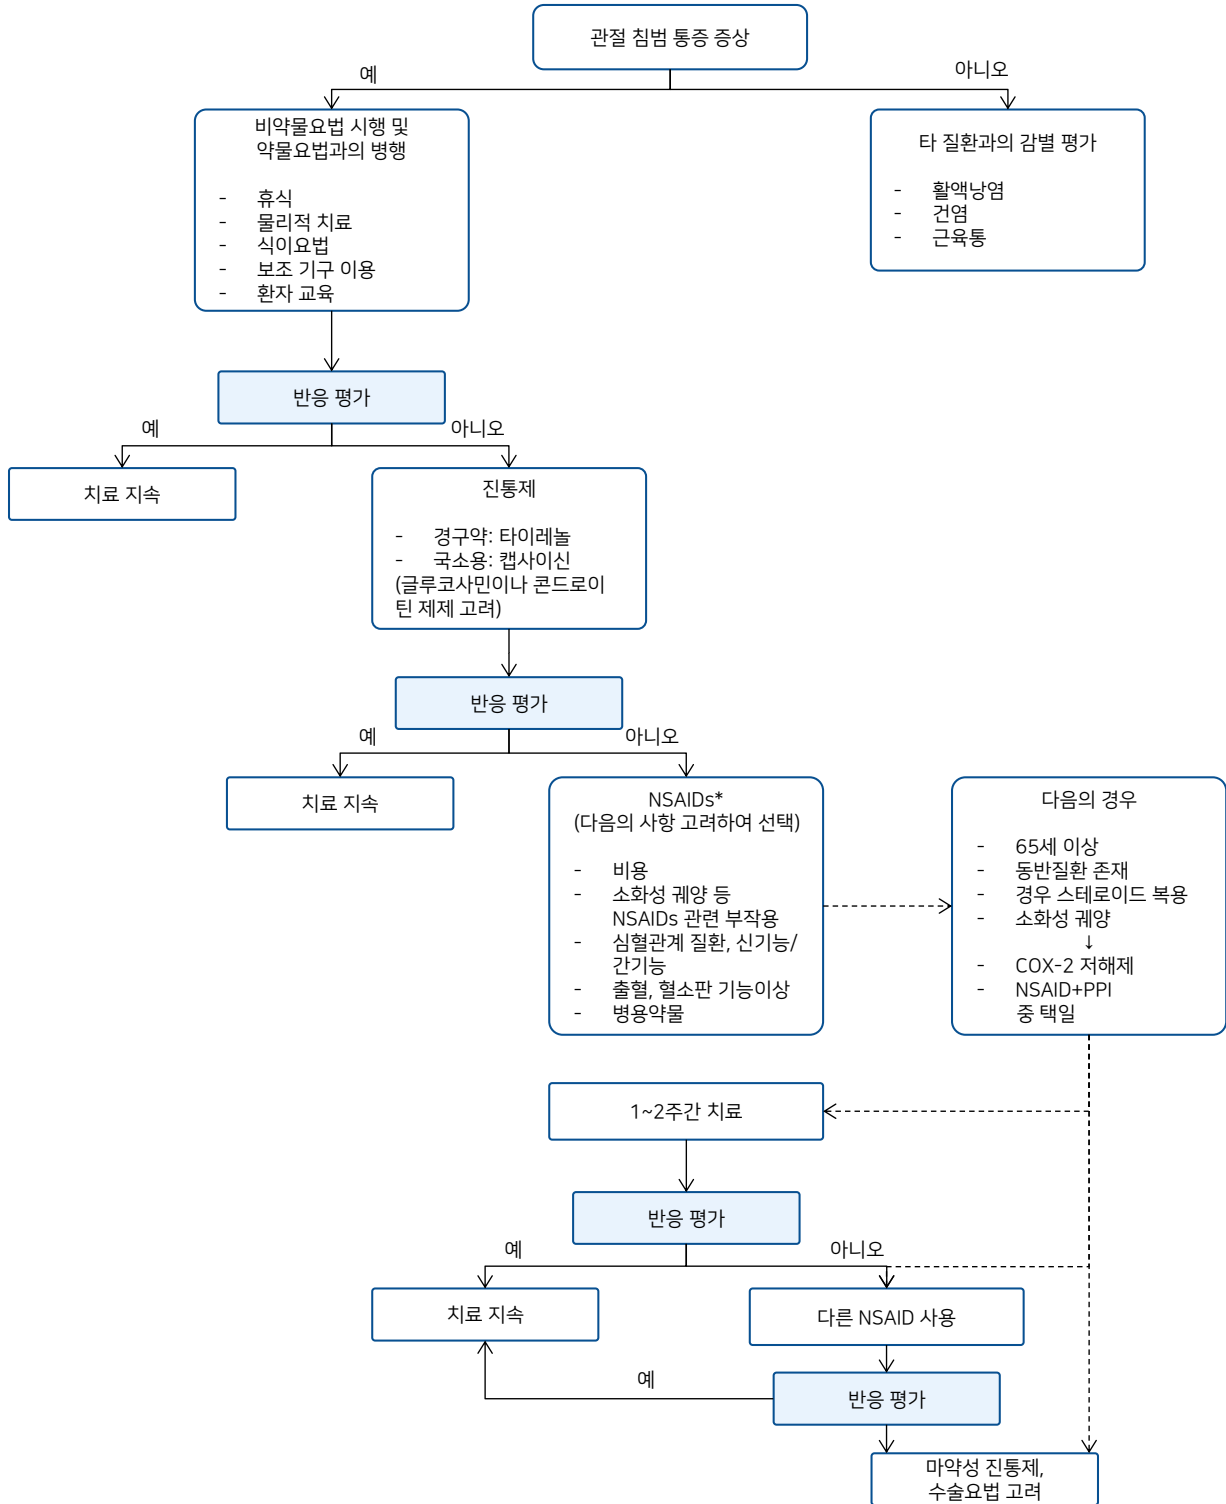 관절 침범 통증 증상
예
아니오
비약물요법 시행 및
약물요법과의 병행
- 휴식
- 물리적 치료
- 식이요법
- 보조 기구 이용
- 환자 교육
타 질환과의 감별 평가
- 활액낭염
- 건염
- 근육통
반응 평가
예
아니오
치료 지속
진통제
- 경구약: 타이레놀
- 국소용: 캡사이신
(글루코사민이나 콘드로이
틴 제제 고려)
반응 평가
예
아니오
치료 지속
NSAIDs*
(다음의 사항 고려하여 선택)
- 비용
- 소화성 궤양 등
NSAIDs 관련 부작용
- 심혈관계 질환, 신기능/
간기능
- 출혈, 혈소판 기능이상
- 병용약물
다음의 경우
- 65세 이상
- 동반질환 존재
- 경우 스테로이드 복용
- 소화성 궤양
↓
- COX-2 저해제
- NSAID+PPI
중 택일
1~2주간 치료
반응 평가
예
아니오
치료 지속
다른 NSAID 사용
예
반응 평가
마약성 진통제,
수술요법 고려